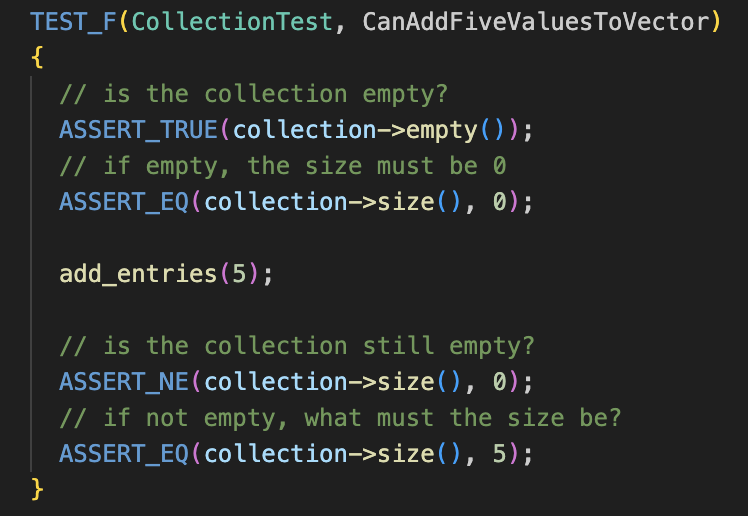 TEST_F(CollectionTest, CanAddFiveValuesToVector)
{
// is the collection empty?
ASSERT_TRUE(collection->empty());
// if empty, the size must be 0
ASSERT_EQ(collection->size(), 0);
add_entries(5);
// is the collection still empty?
ASSERT_NE(collection->size(), 0);
// if not empty, what must the size be?
ASSERT_EQ(collection->size(), 5);
}